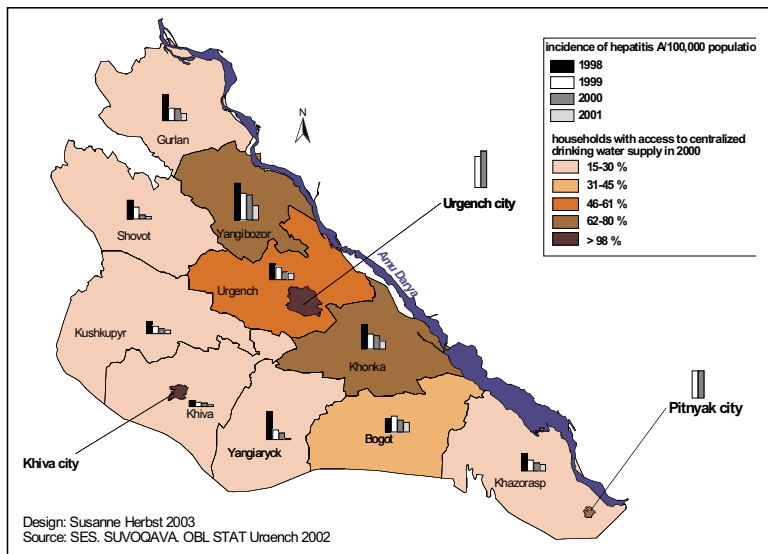 incidence of hepatitis A/100,000 populatio
1998
1999
2000
2001
households with access to centralized
drinking water supply in 2000
15-30 %
31-45 %
46-61 %
62-80 %
> 98 %
N
Gurlan
Urgench city
Yangibozor
Shovot
Amu Darya
Urgench
Kushkupyr
Khonka
Pitnyak city
Khiva
Bogot
Yangiaryck
Khiva city
Khazorasp
Design: Susanne Herbst 2003
Source: SES, SUVOQAVA, OBL STAT Urgench 2002